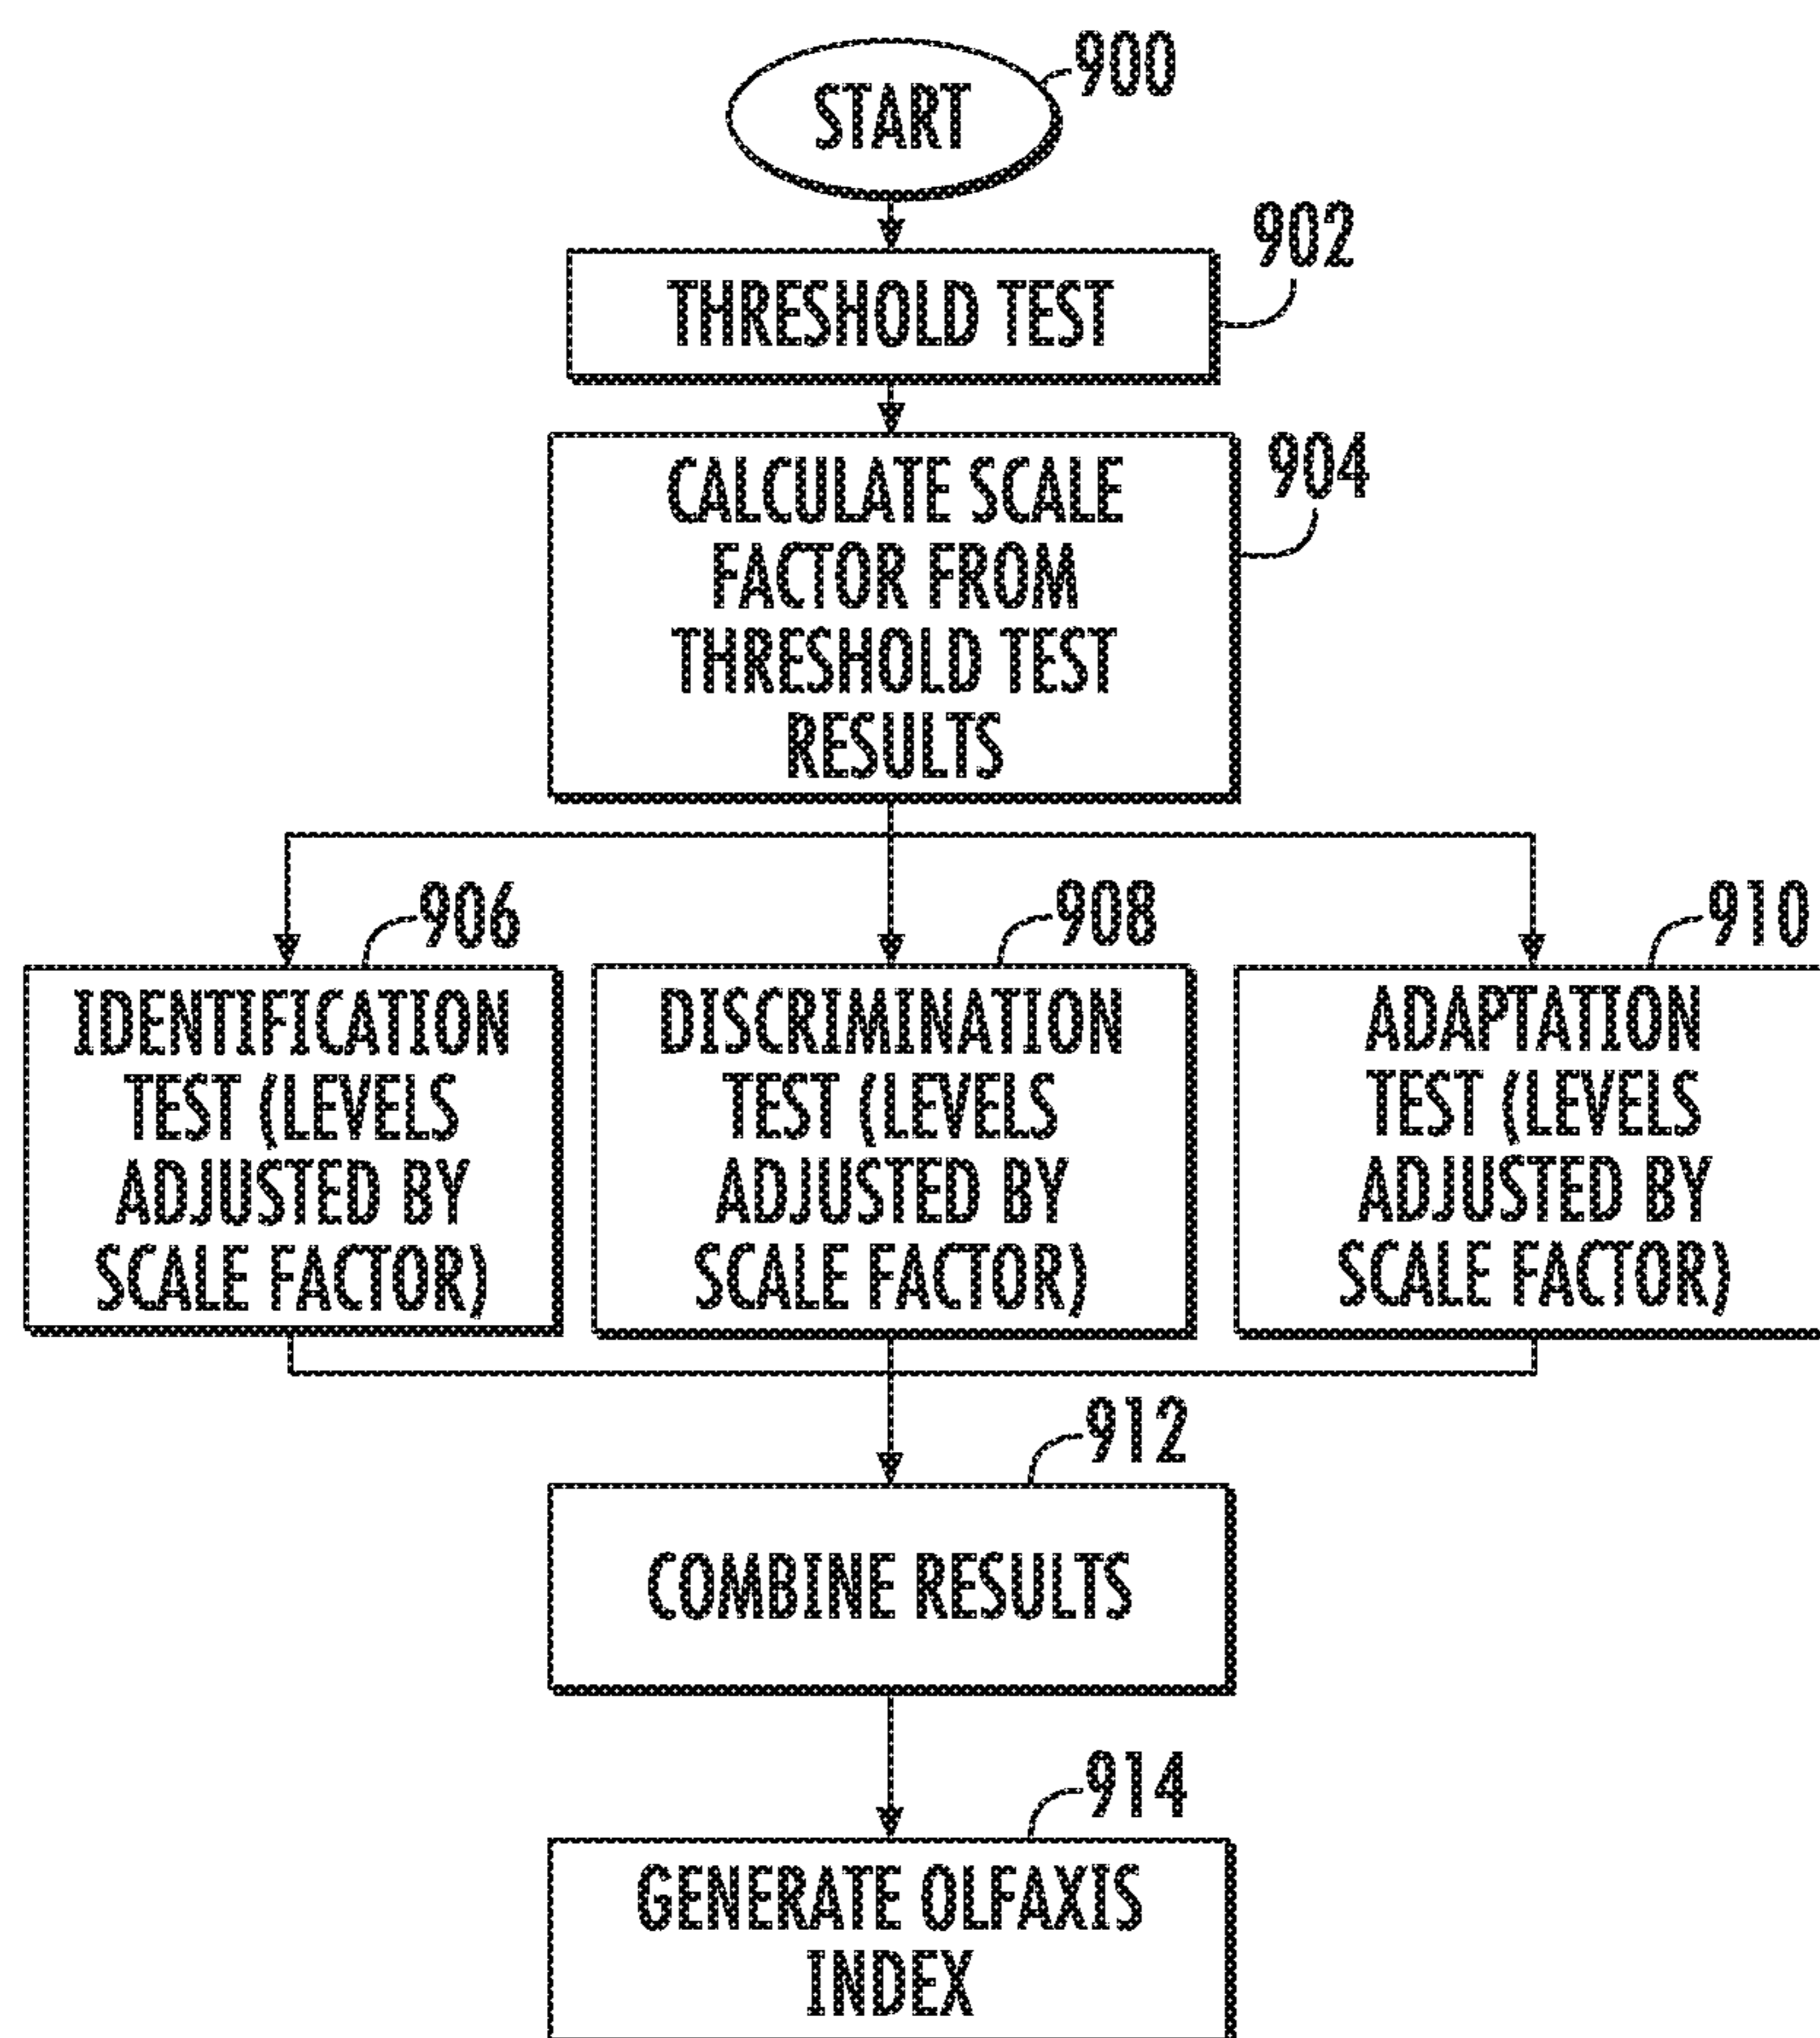 900
START
902
THRESHOLD TEST
904
CALCULATE SCALE
FACTOR FROM
THRESHOLD TEST
RESULTS
906
IDENTIFICATION
TEST (LEVELS
ADJUSTED BY
SCALE FACTOR)
908
DISCRIMINATION
TEST (LEVELS
ADJUSTED BY
SCALE FACTOR)
910
ADAPTATION
TEST (LEVELS
ADJUSTED BY
SCALE FACTOR)
912
COMBINE RESULTS
914
GENERATE OLFAXIS
INDEX